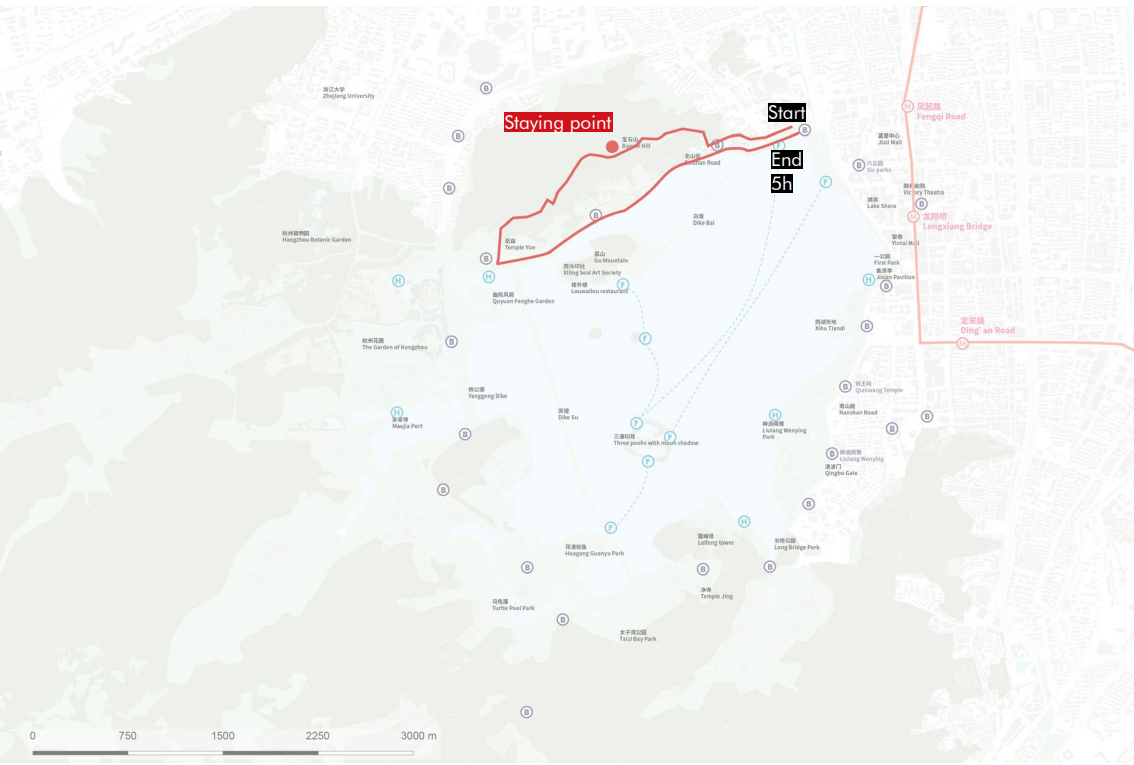 浙江大学
Zhejiang University
Staying point
Start
End
5h
宝石山
Baoshi Hill
北山路
Beishan Road
凤起路
Fengqi Road
嘉里中心
Jiali Mall
六公园
Six parks
胜利剧院
Victory Theatre
湖滨
Lake Shore
龙翔桥
Longxiang Bridge
白堤
Dike Bai
杭州植物园
Hangzhou Botanic Garden
岳庙
Temple Yue
孤山
Gu Mountain
西泠印社
Xiling Seal Art Society
楼外楼
Louwailou restaurant
曲院风荷
Quyuan Fenghe Garden
银泰
Yintai Mall
一公园
First Park
集贤亭
Jixian Pavilion
西湖天地
Xihu Tiandi
定安路
Ding' an Road
杭州花圃
The Garden of Hangzhou
钱王祠
Qianwang Temple
南山路
Nanshan Road
杨公堤
Yanggong Dike
苏堤
Dike Su
茅家埠
Maojia Port
三潭印月
Three pools with moon shadow
柳浪闻莺
Liulang Wenying
Park
柳浪闻莺
Liulang Wenying
清波门
Qingbo Gate
花港观鱼
Huagang Guanyu Park
雷峰塔
Leifeng tower
长桥公园
Long Bridge Park
净寺
Temple Jing
乌龟潭
Turtle Pool Park
太子湾公园
Taizi Bay Park
0 750 1500 2250 3000 m